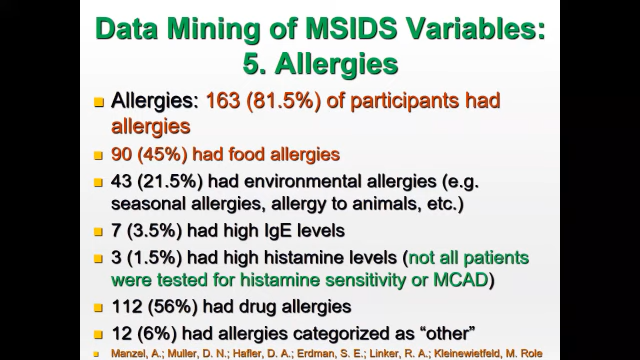 Data Mining of MSIDS Variables:
5. Allergies
Allergies: 163 (81.5%) of participants had
allergies
90 (45%) had food allergies
43 (21.5%) had environmental allergies (e.g.
seasonal allergies, allergy to animals, etc.)
7 (3.5%) had high IgE levels
3 (1.5%) had high histamine levels (not all patients
were tested for histamine sensitivity or MCAD)
112 (56%) had drug allergies
12 (6%) had allergies categorized as “other”
Manzel, A.; Muller, D. N.; Hafler, D. A.; Erdman, S. E.; Linker, R. A.; Kleinewietfeld, M. Role